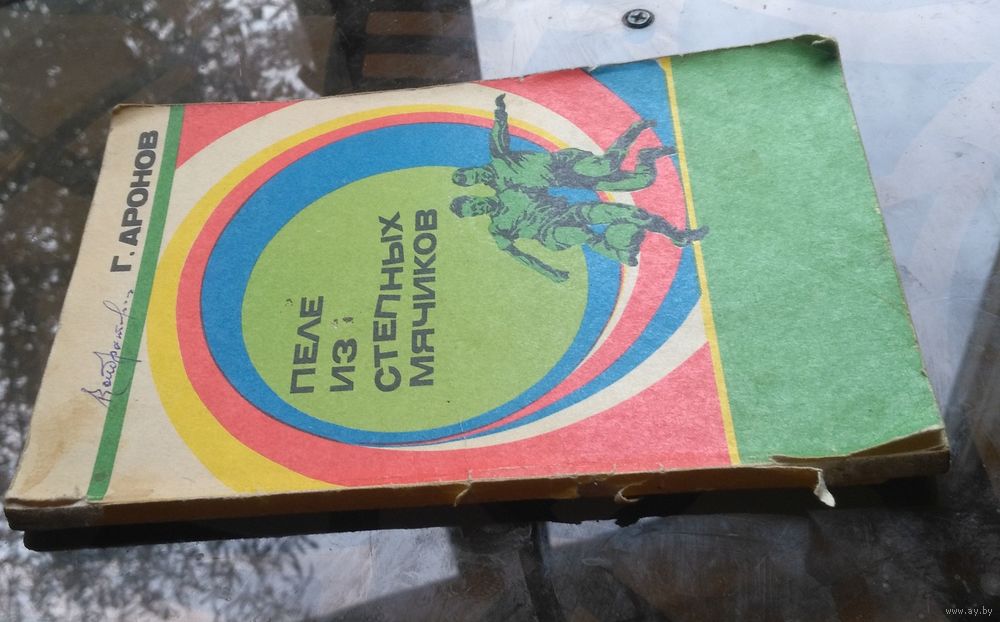 Г. АРОНОВ
ПЕЛЕ
ИЗ
СТЕПНЫХ
МЯЧИКОВ
www.ay.by